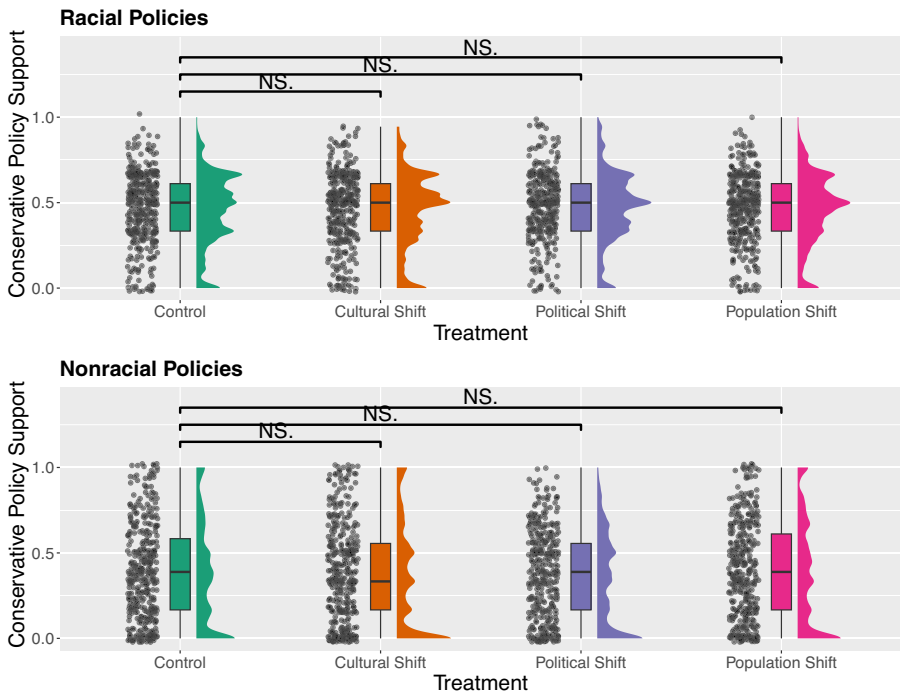 Racial Policies
NS.
NS.
NS.
Conservative Policy Support
1.0
0.5
0.0
Control Cultural Shift Political Shift Population Shift
Treatment
Nonracial Policies
NS.
NS.
NS.
Conservative Policy Support
1.0
0.5
0.0
Control Cultural Shift Political Shift Population Shift
Treatment